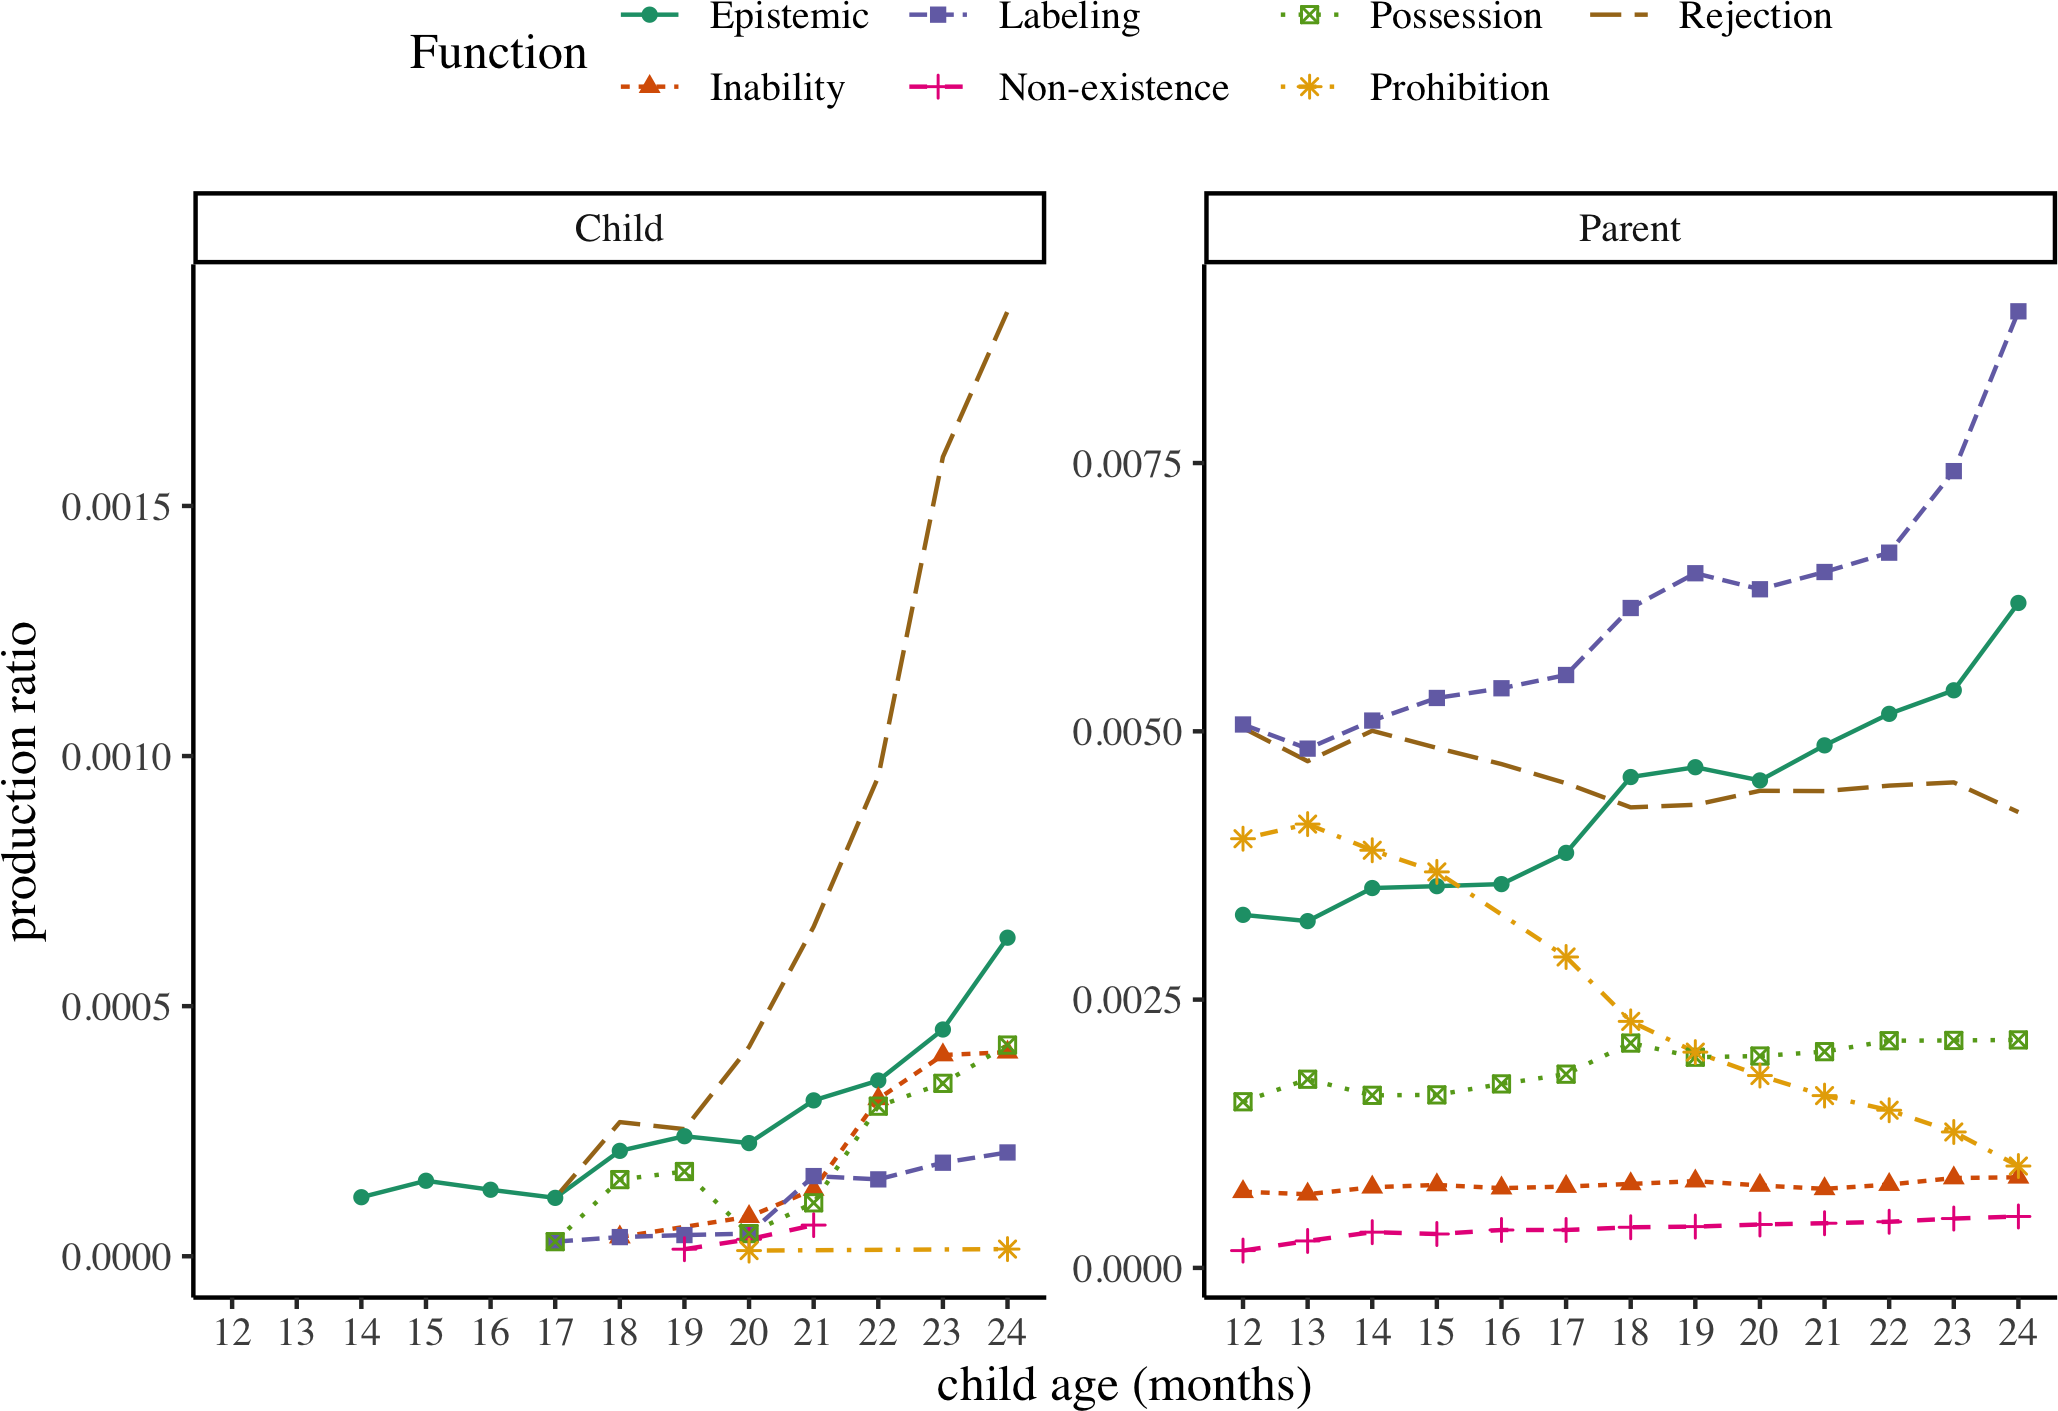 Function
Epistemic
Labeling
Possession
Rejection
Inability
Non-existence
Prohibition
Child
Parent
production ratio
0.0015
0.0010
0.0005
0.0000
0.0075
0.0050
0.0025
0.0000
12 13 14 15 16 17 18 19 20 21 22 23 24
12 13 14 15 16 17 18 19 20 21 22 23 24
child age (months)